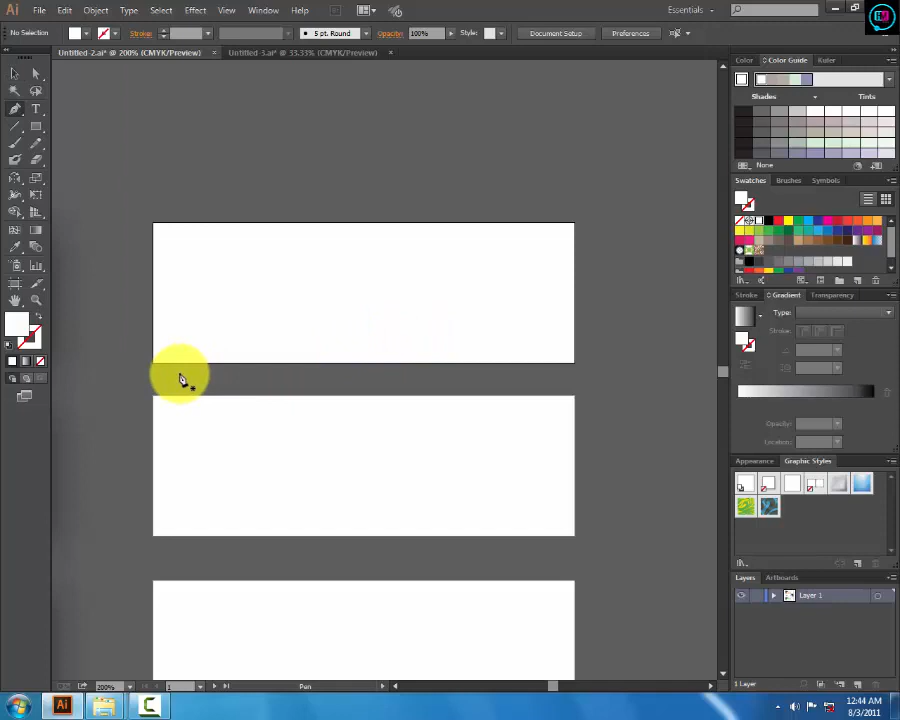 Ai File Edit Object Type Select Effect View Window Help Essentials
No Selection Stroke: 5 pt. Round Opacity: 100% Style: Document Setup Preferences
Untitled-2.ai* @ 200% (CMYK/Preview) × Untitled-3.ai* @ 33.33% (CMYK/Preview) ×
Color Color Guide Kuler
Shades Tints
None
Swatches Brushes Symbols
Stroke Gradient Transparency
Type:
Stroke:
Opacity:
Location:
Appearance Graphic Styles
Layers Artboards
Layer 1
200% 1 Pen 1 Layer
Ai C 12:44 AM
8/3/2011